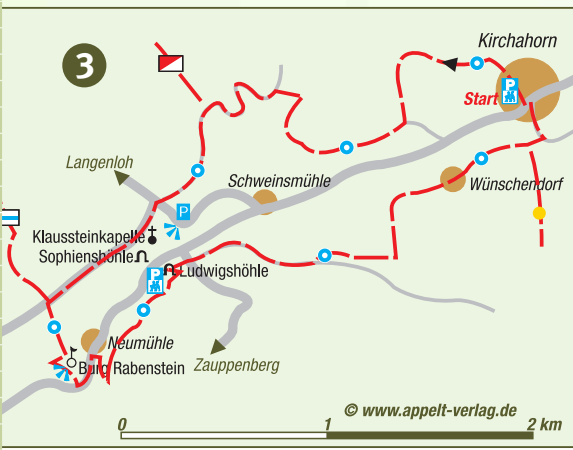 3
Kirchahorn
P
Start
Langenloh
Schweinsmühle
Wünschendorf
P
Klaussteinkapelle
Sophienshöhle
Ludwigshöhle
P
Neumühle
Burg Rabenstein
Zauppenberg
© www.appelt-verlag.de
0 1 2 km